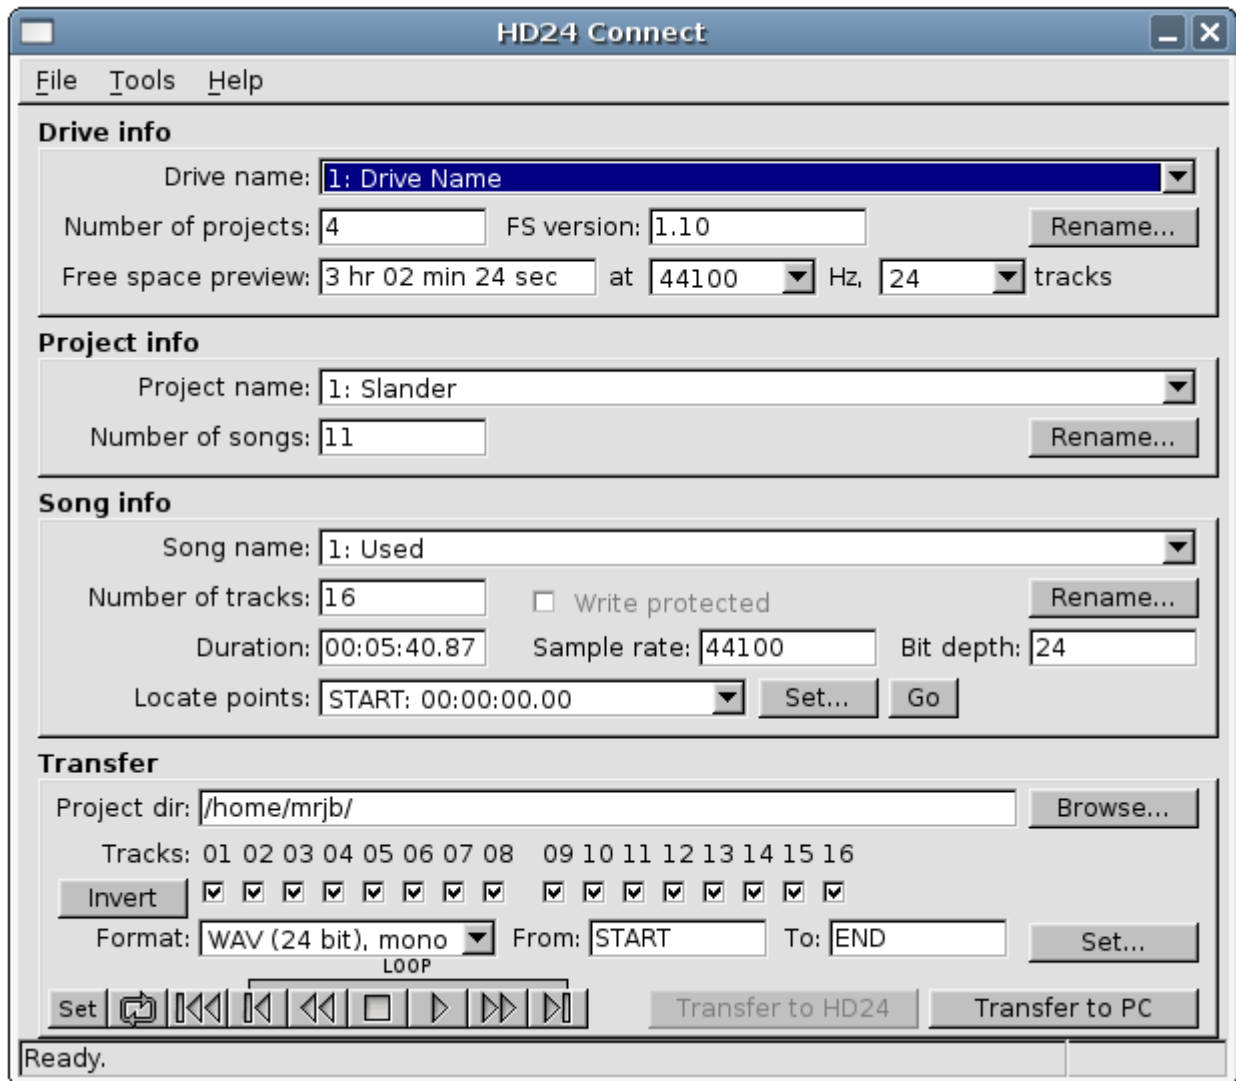 HD24 Connect
File Tools Help
Drive info
Drive name: 1: Drive Name
Number of projects: 4 FS version: 1.10 Rename...
Free space preview: 3 hr 02 min 24 sec at 44100 Hz, 24 tracks
Project info
Project name: 1: Slander
Number of songs: 11 Rename...
Song info
Song name: 1: Used
Number of tracks: 16 Write protected Rename...
Duration: 00:05:40.87 Sample rate: 44100 Bit depth: 24
Locate points: START: 00:00:00.00 Set... Go
Transfer
Project dir: /home/mrjb/ Browse...
Tracks: 01 02 03 04 05 06 07 08 09 10 11 12 13 14 15 16
Invert
Format: WAV (24 bit), mono From: START To: END Set...
LOOP
Set Transfer to HD24 Transfer to PC
Ready.